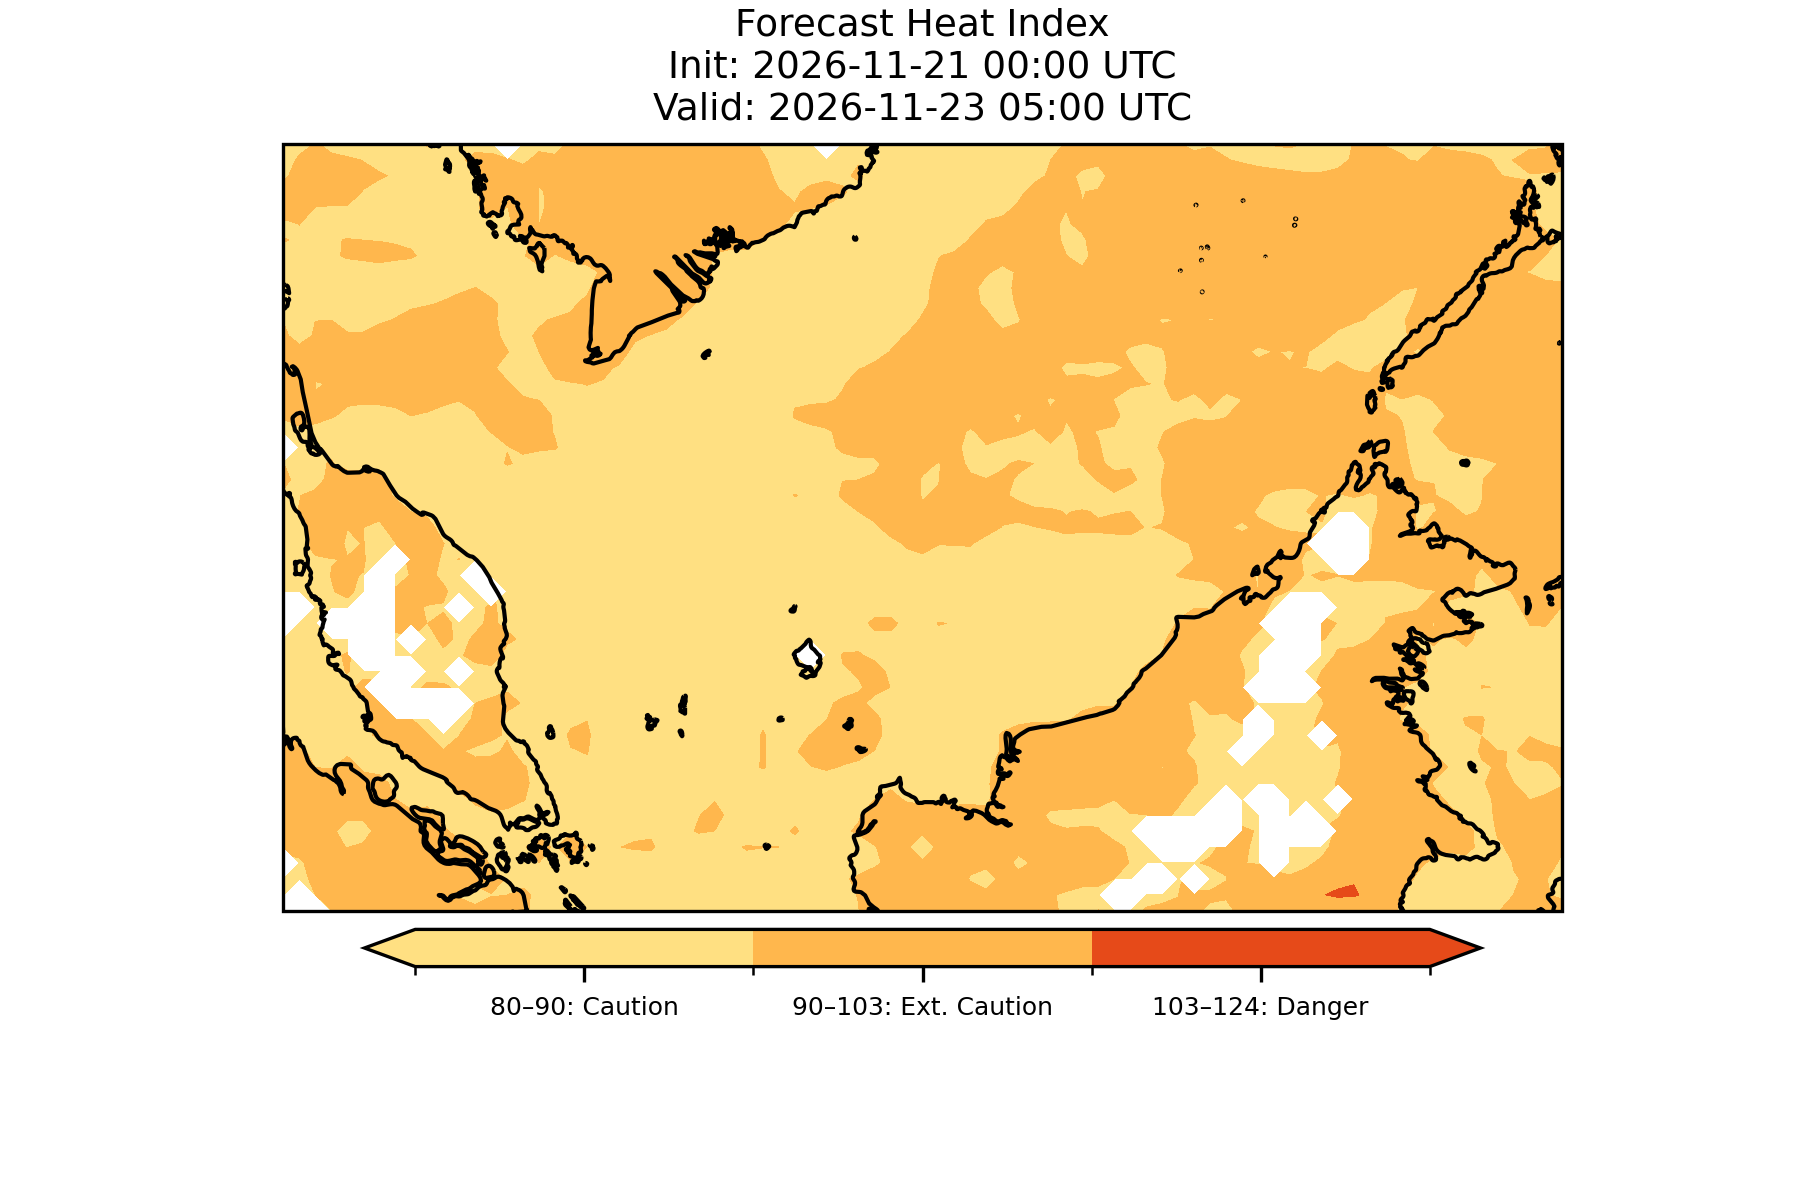 Forecast Heat Index
Init: 2026-11-21 00:00 UTC
Valid: 2026-11-23 05:00 UTC
80–90: Caution
90–103: Ext. Caution
103–124: Danger